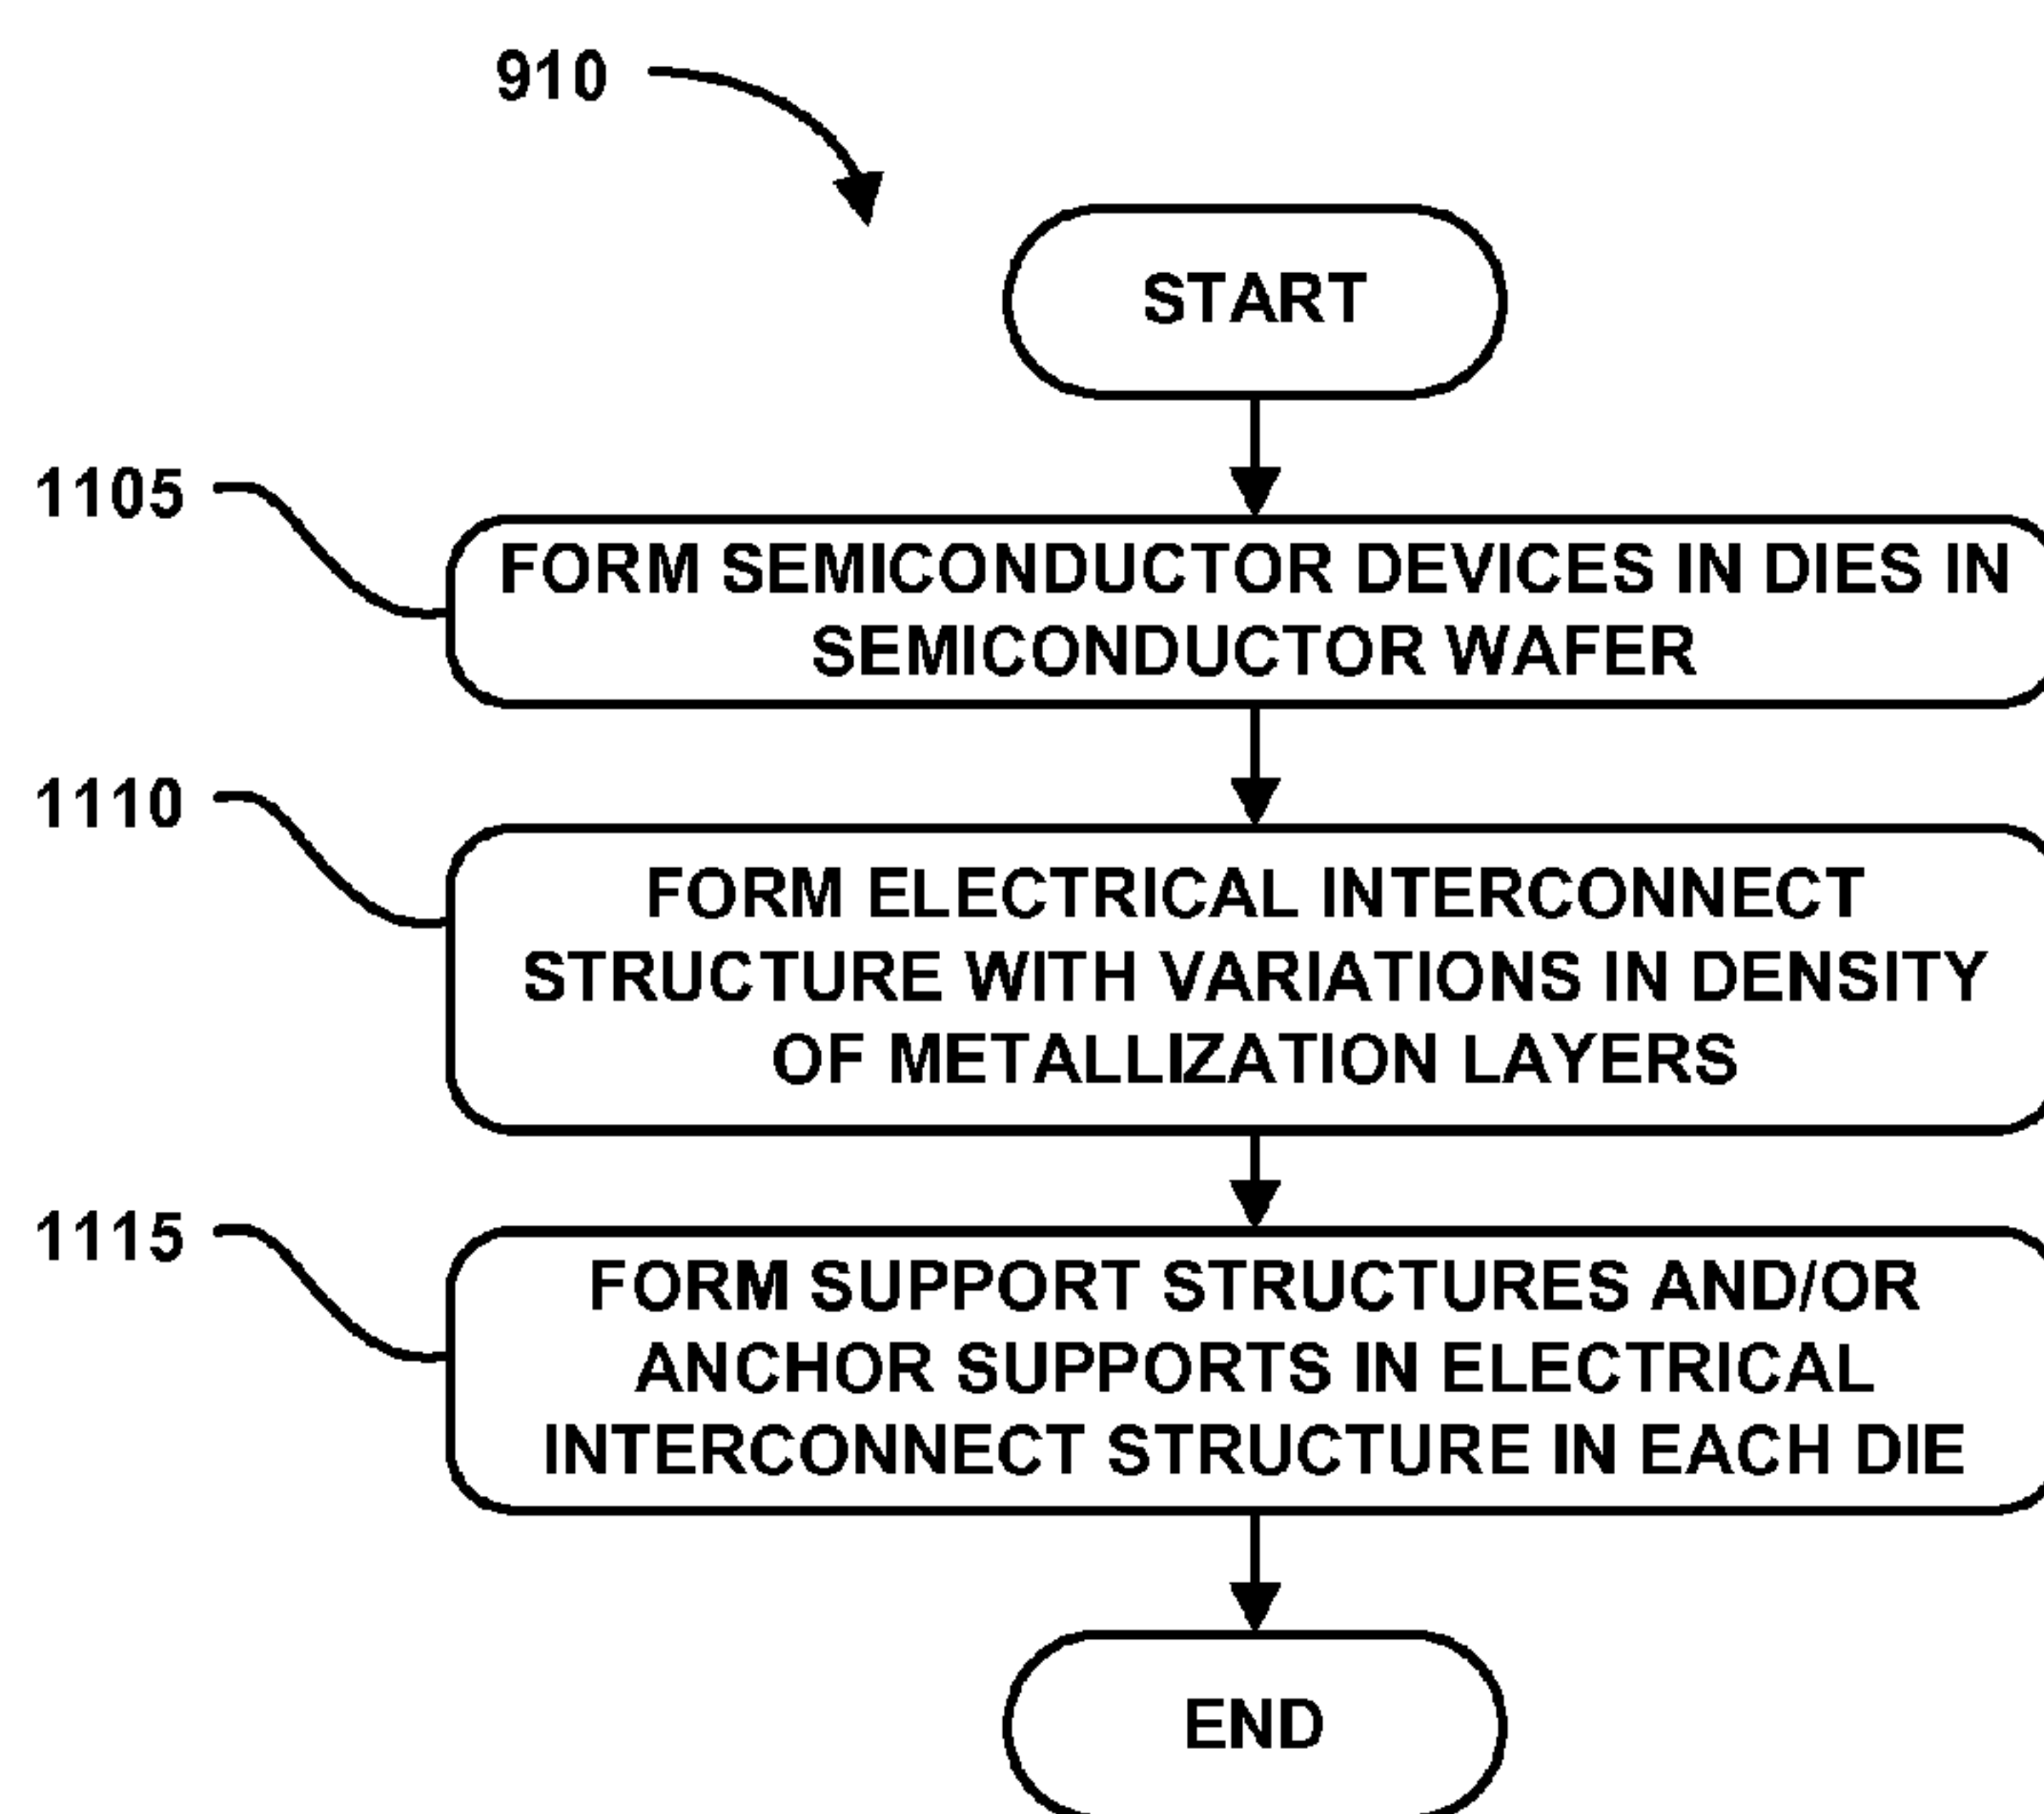 910
START
1105
FORM SEMICONDUCTOR DEVICES IN DIES IN
SEMICONDUCTOR WAFER
1110
FORM ELECTRICAL INTERCONNECT
STRUCTURE WITH VARIATIONS IN DENSITY
OF METALLIZATION LAYERS
1115
FORM SUPPORT STRUCTURES AND/OR
ANCHOR SUPPORTS IN ELECTRICAL
INTERCONNECT STRUCTURE IN EACH DIE
END